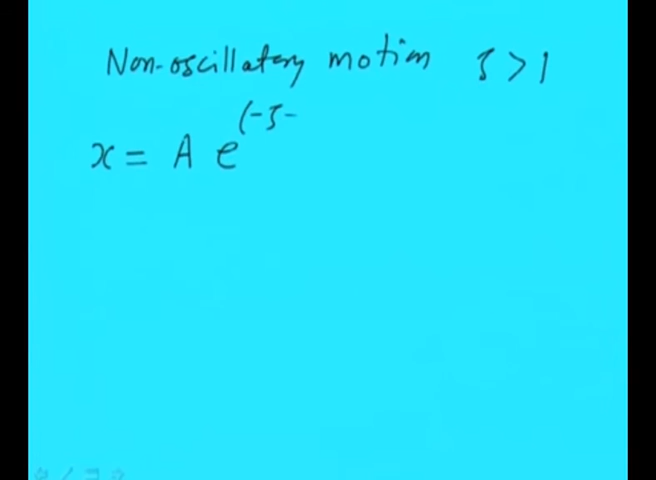 Non-oscillatory motion ζ > 1
x = A e^(-ζ-